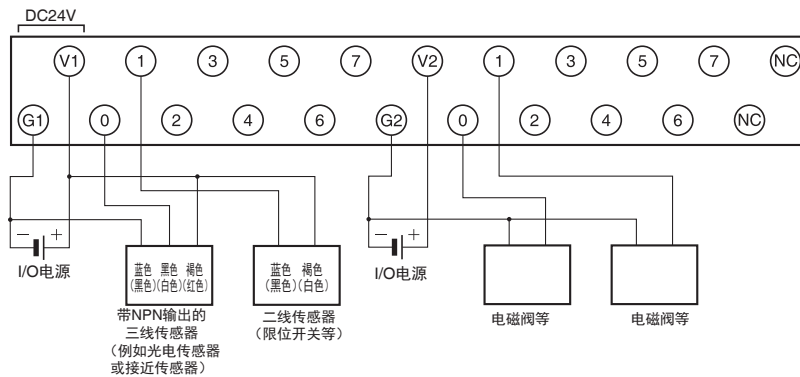 DC24V
V1 1 3 5 7 V2 1 3 5 7 NC
G1 0 2 4 6 G2 0 2 4 6 NC
− +
I/O电源
蓝色 黑色 褐色
(黑色)(白色)(红色)
带NPN输出的
三线传感器
(例如光电传感器
或接近传感器)
蓝色 褐色
(黑色)(白色)
二线传感器
(限位开关等)
− +
I/O电源
电磁阀等
电磁阀等